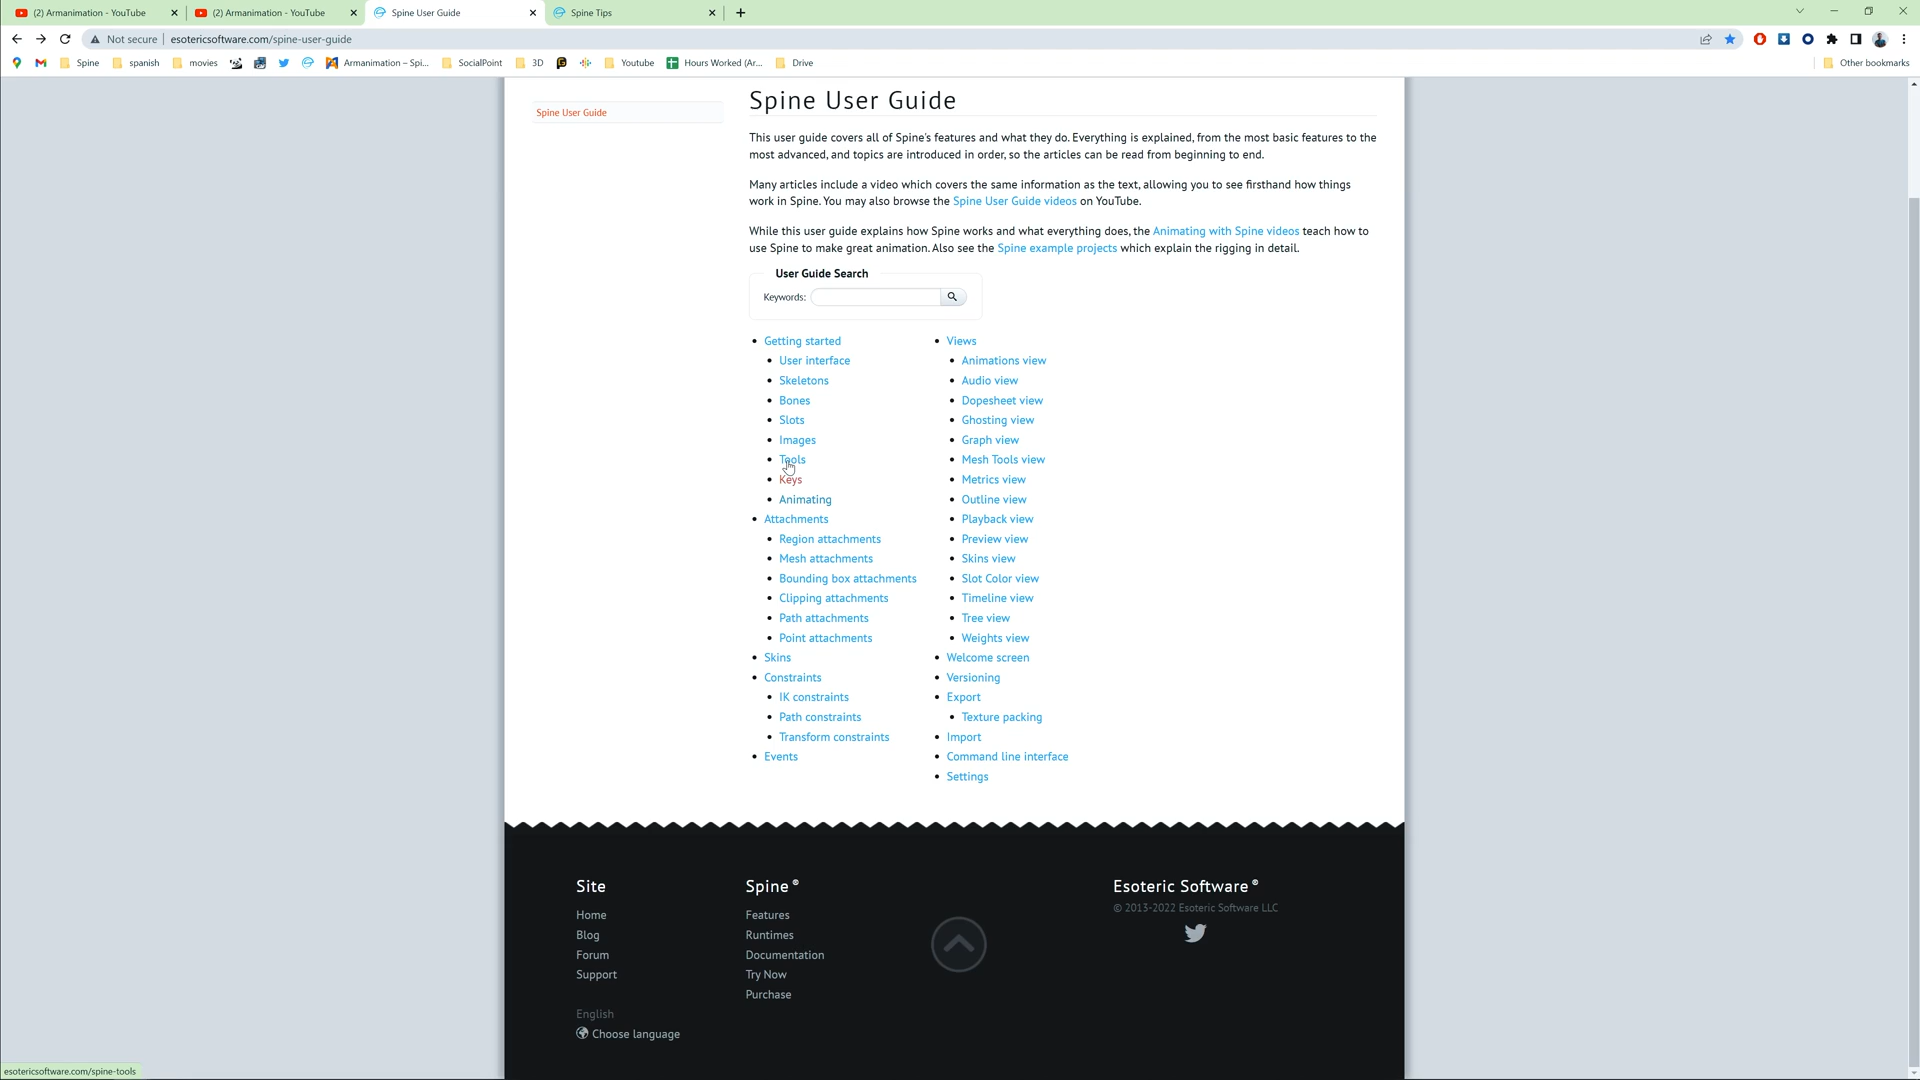 (2) Armanimation - YouTube
(2) Armanimation - YouTube
Spine User Guide
Spine Tips
Not secure
esotericsoftware.com/spine-user-guide
Spine
spanish
movies
Armanimation – Spi...
SocialPoint
3D
Youtube
Hours Worked (Ar...
Drive
Other bookmarks
Spine User Guide
Spine User Guide
This user guide covers all of Spine's features and what they do. Everything is explained, from the most basic features to the
most advanced, and topics are introduced in order, so the articles can be read from beginning to end.
Many articles include a video which covers the same information as the text, allowing you to see firsthand how things
work in Spine. You may also browse the Spine User Guide videos on YouTube.
While this user guide explains how Spine works and what everything does, the Animating with Spine videos teach how to
use Spine to make great animation. Also see the Spine example projects which explain the rigging in detail.
User Guide Search
Keywords:
Getting started
User interface
Skeletons
Bones
Slots
Images
Tools
Keys
Animating
Attachments
Region attachments
Mesh attachments
Bounding box attachments
Clipping attachments
Path attachments
Point attachments
Skins
Constraints
IK constraints
Path constraints
Transform constraints
Events
Views
Animations view
Audio view
Dopesheet view
Ghosting view
Graph view
Mesh Tools view
Metrics view
Outline view
Playback view
Preview view
Skins view
Slot Color view
Timeline view
Tree view
Weights view
Welcome screen
Versioning
Export
Texture packing
Import
Command line interface
Settings
Site
Home
Blog
Forum
Support
English
Choose language
Spine®
Features
Runtimes
Documentation
Try Now
Purchase
Esoteric Software®
© 2013-2022 Esoteric Software LLC
esotericsoftware.com/spine-tools